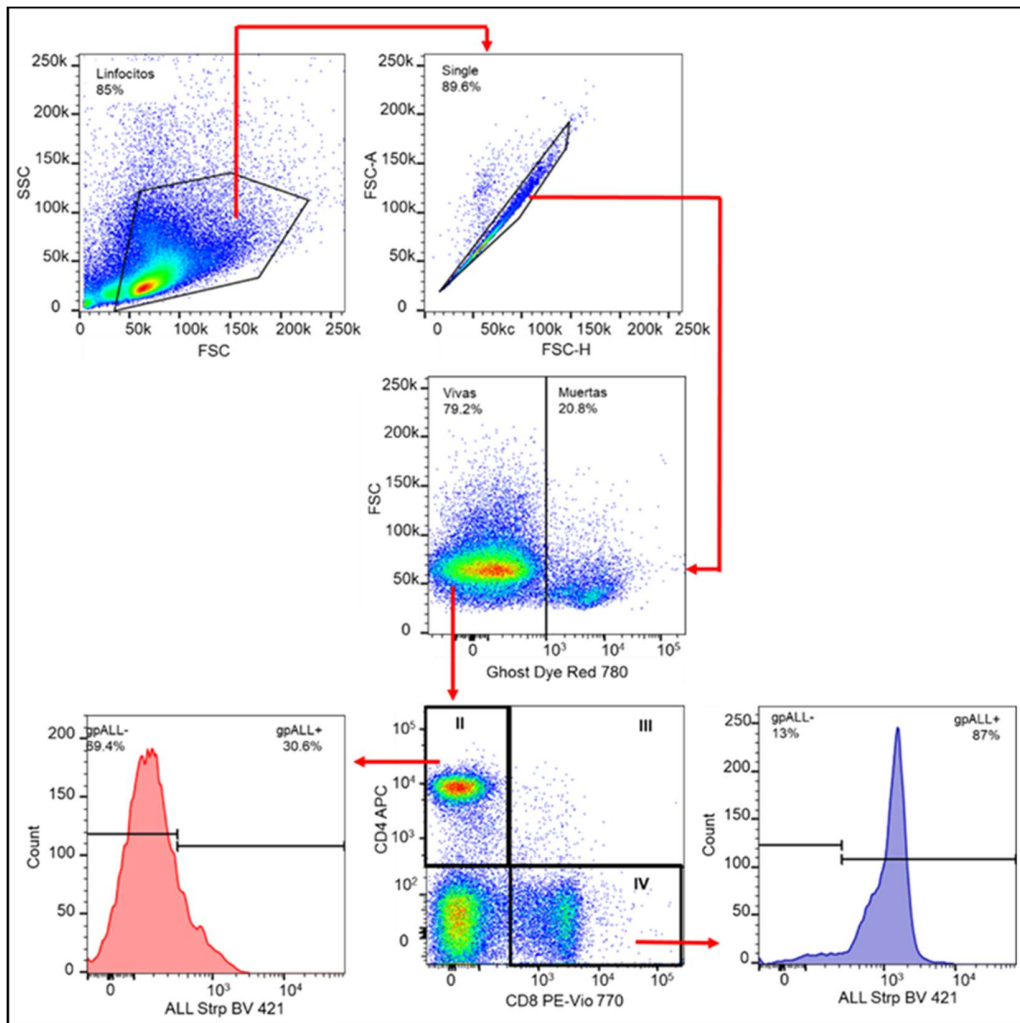 Linfocitos
85%
250k
200k
150k
100k
50k
0
SSC
0 50k 100k 150k 200k 250k
FSC
Single
89.6%
250k
200k
150k
100k
50k
0
FSC-A
0 50kc 100k 150k 200k 250k
FSC-H
Vivas
79.2%
Muertas
20.8%
250k
200k
150k
100k
50k
0
FSC
0 10³ 10⁴ 10⁵
Ghost Dye Red 780
gpALL-
69.4%
gpALL+
30.6%
200
150
100
50
0
Count
0 10³ 10⁴
ALL Strp BV 421
II
III
IV
10⁵
10⁴
10³
10²
0
CD4 APC
0 10³ 10⁴ 10⁵
CD8 PE-Vio 770
gpALL-
13%
gpALL+
87%
250
200
150
100
50
0
Count
0 10³ 10⁴
ALL Strp BV 421